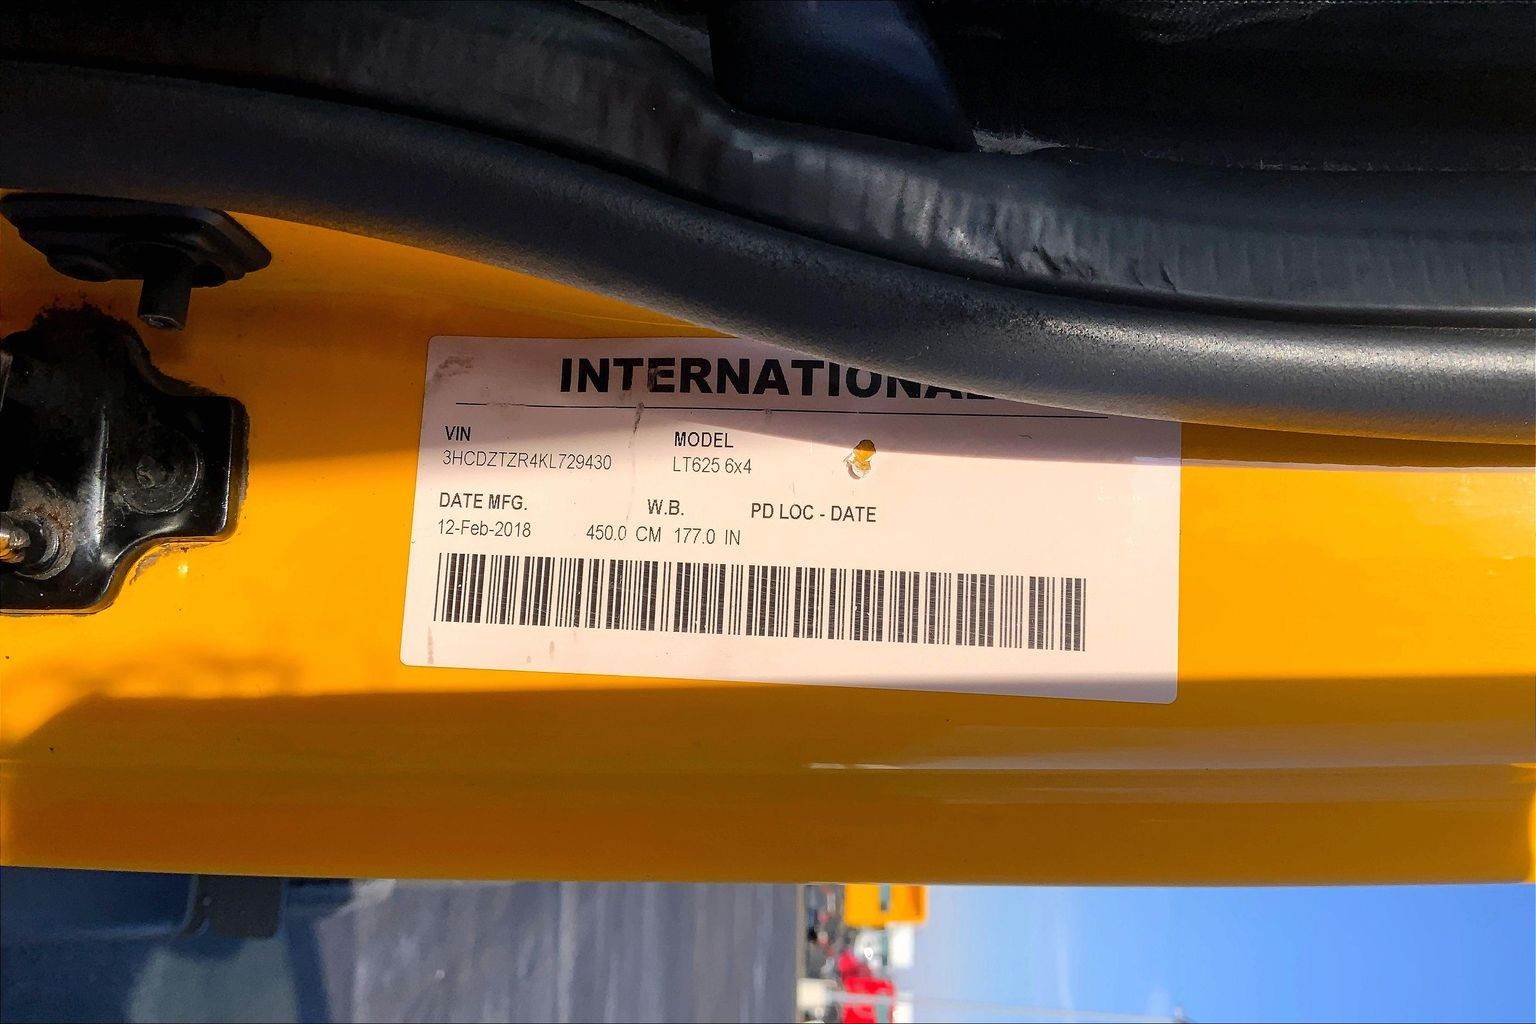 INTERNATIONAL
VIN MODEL
3HCDZTZR4KL729430 LT625 6x4
DATE MFG. W.B. PD LOC - DATE
12-Feb-2018 450.0 CM 177.0 IN